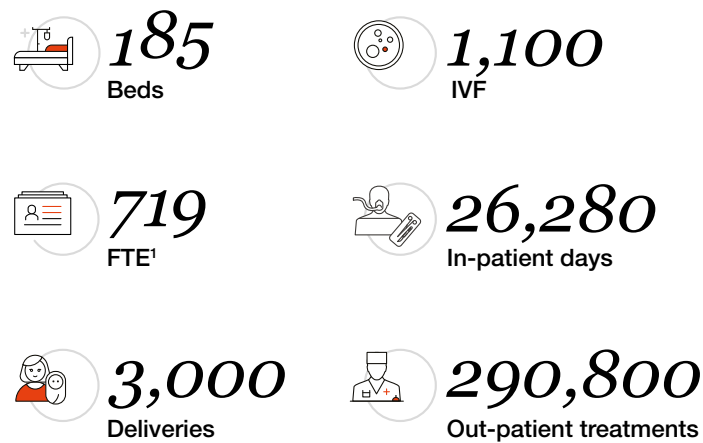 185
Beds
1,100
IVF
719
FTE¹
26,280
In-patient days
3,000
Deliveries
290,800
Out-patient treatments